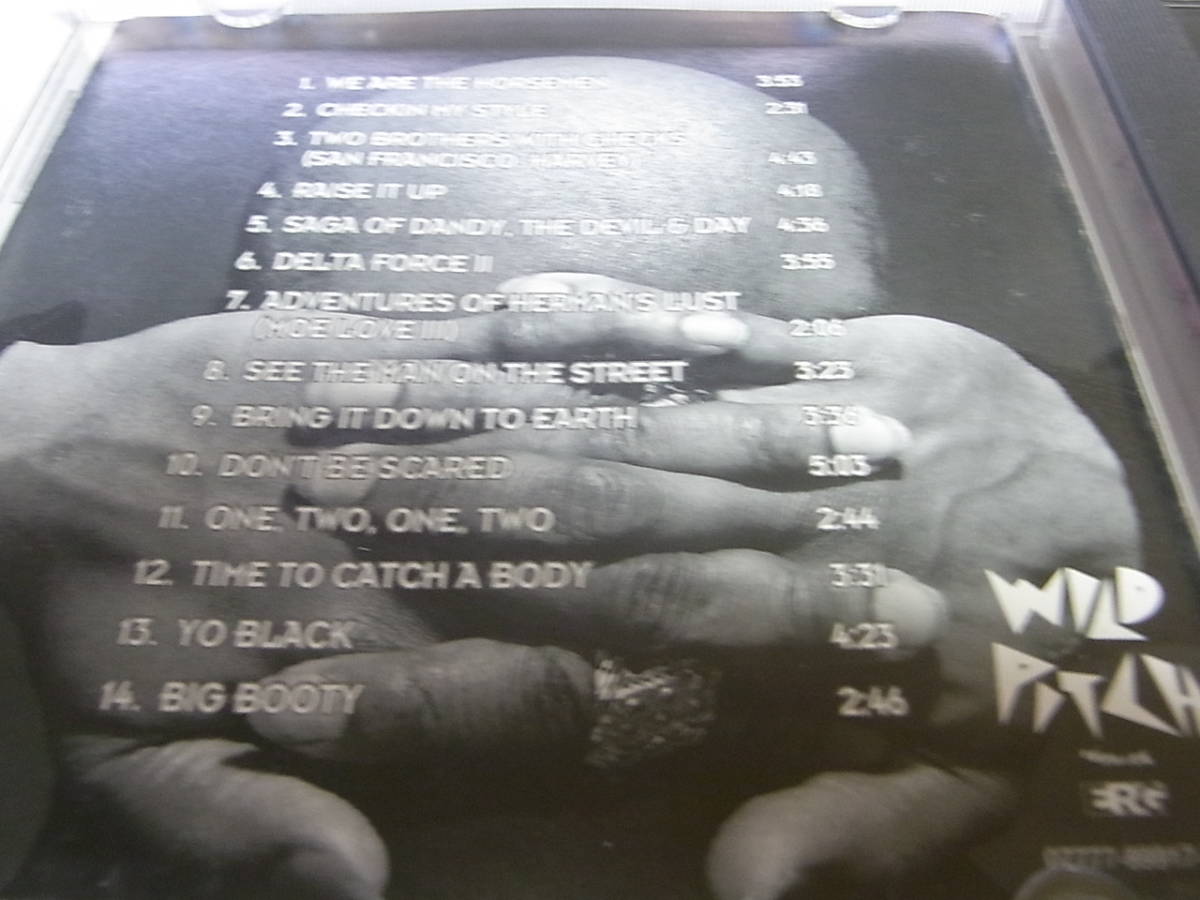 1. WE ARE THE HORSEMEN 3:53
2. CHECKIN MY STYLE 2:31
3. TWO BROTHERS WITH CHECKS
(SAN FRANCISCO, HARVEY) 4:43
4. RAISE IT UP 4:18
5. SAGA OF DANDY, THE DEVIL & DAY 4:36
6. DELTA FORCE II 3:55
7. ADVENTURES OF HERMAN'S LUST
(MOE LOVE III) 2:06
8. SEE THE MAN ON THE STREET 3:23
9. BRING IT DOWN TO EARTH 3:36
10. DON'T BE SCARED 5:03
11. ONE, TWO, ONE, TWO 2:44
12. TIME TO CATCH A BODY 3:31
13. YO BLACK 4:23
14. BIG BOOTY 2:46
WILD
PITCH
ERG